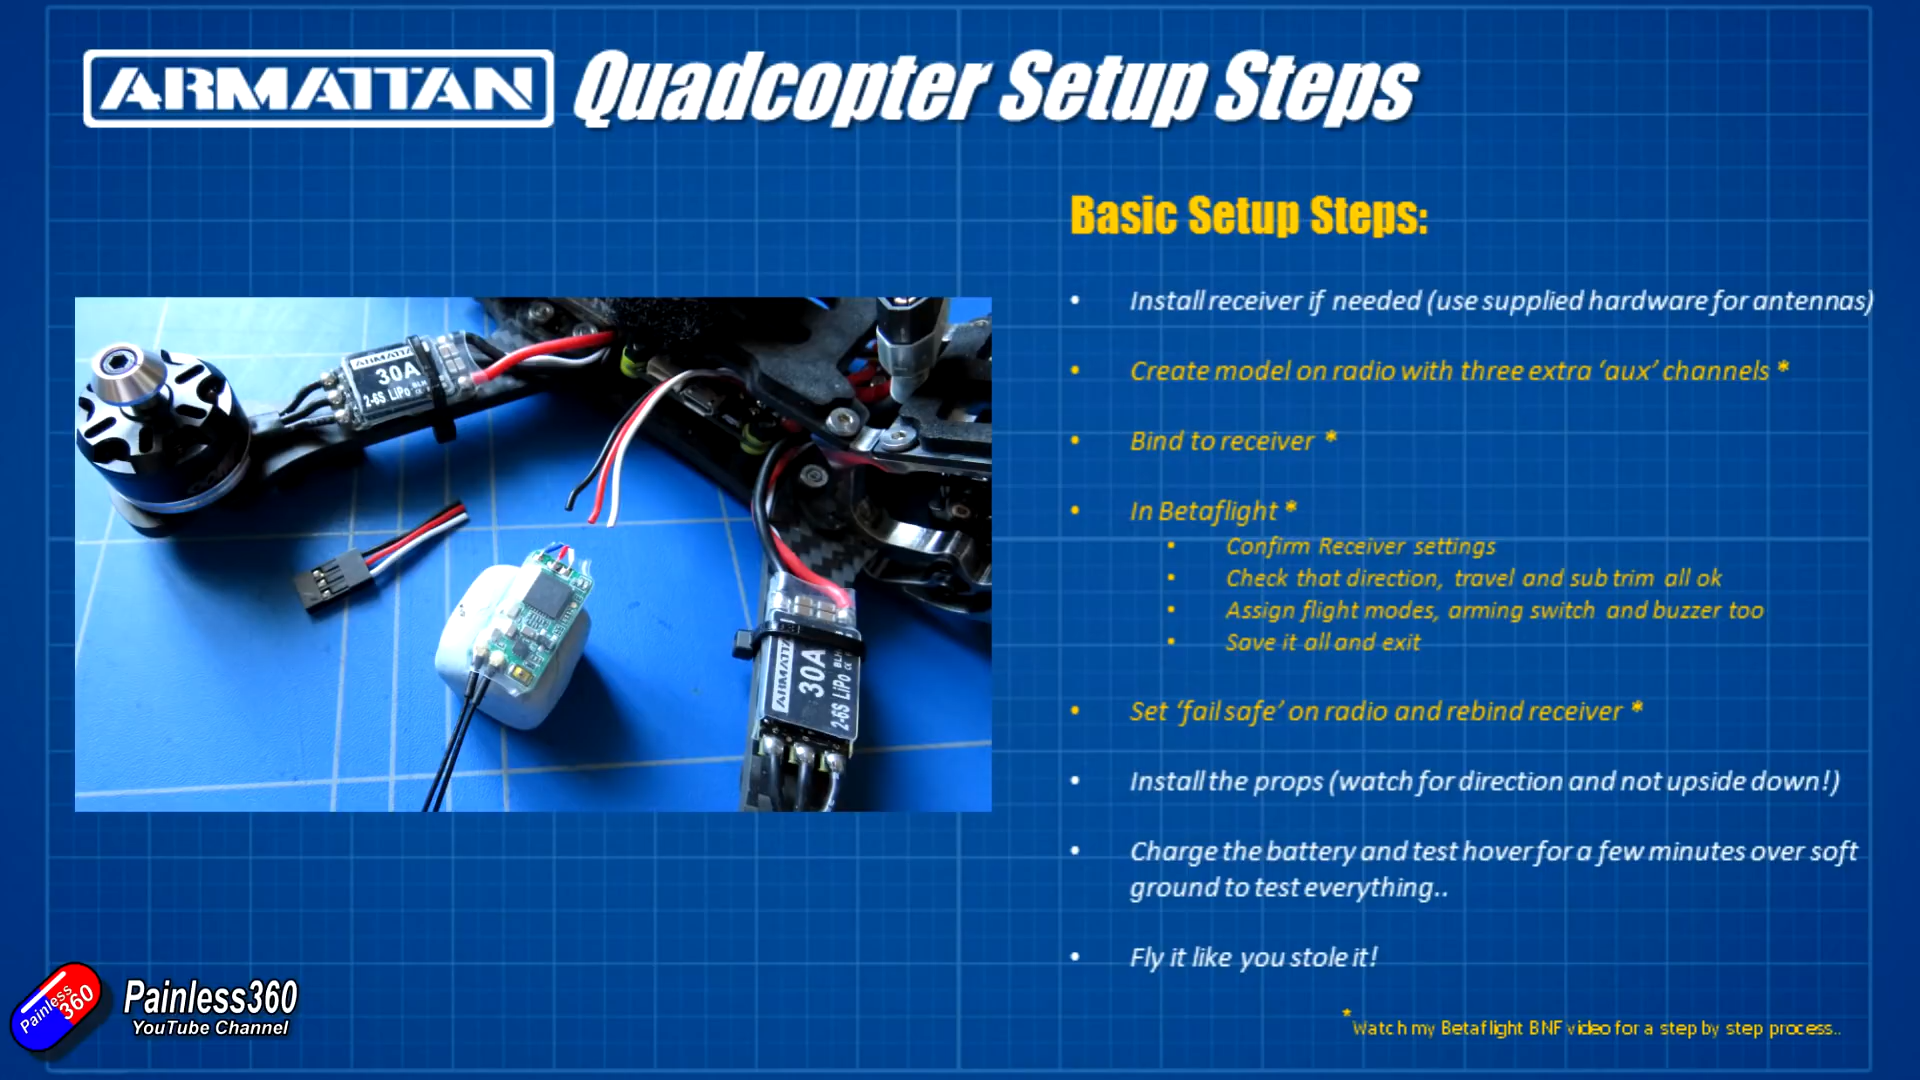 ARMATTAN Quadcopter Setup Steps
Basic Setup Steps:
• Install receiver if needed (use supplied hardware for antennas)
• Create model on radio with three extra ‘aux’ channels *
• Bind to receiver *
• In Betaflight *
• Confirm Receiver settings
• Check that direction, travel and sub trim all ok
• Assign flight modes, arming switch and buzzer too
• Save it all and exit
• Set ‘fail safe’ on radio and rebind receiver *
• Install the props (watch for direction and not upside down!)
• Charge the battery and test hover for a few minutes over soft
ground to test everything..
• Fly it like you stole it!
*Watch my Betaflight BNF video for a step by step process..
ARMATTA
30A
BLH
2-6S LiPo
ARMATTA
30A
BLH
2-6S LiPo
Painless
360
Painless360
YouTube Channel